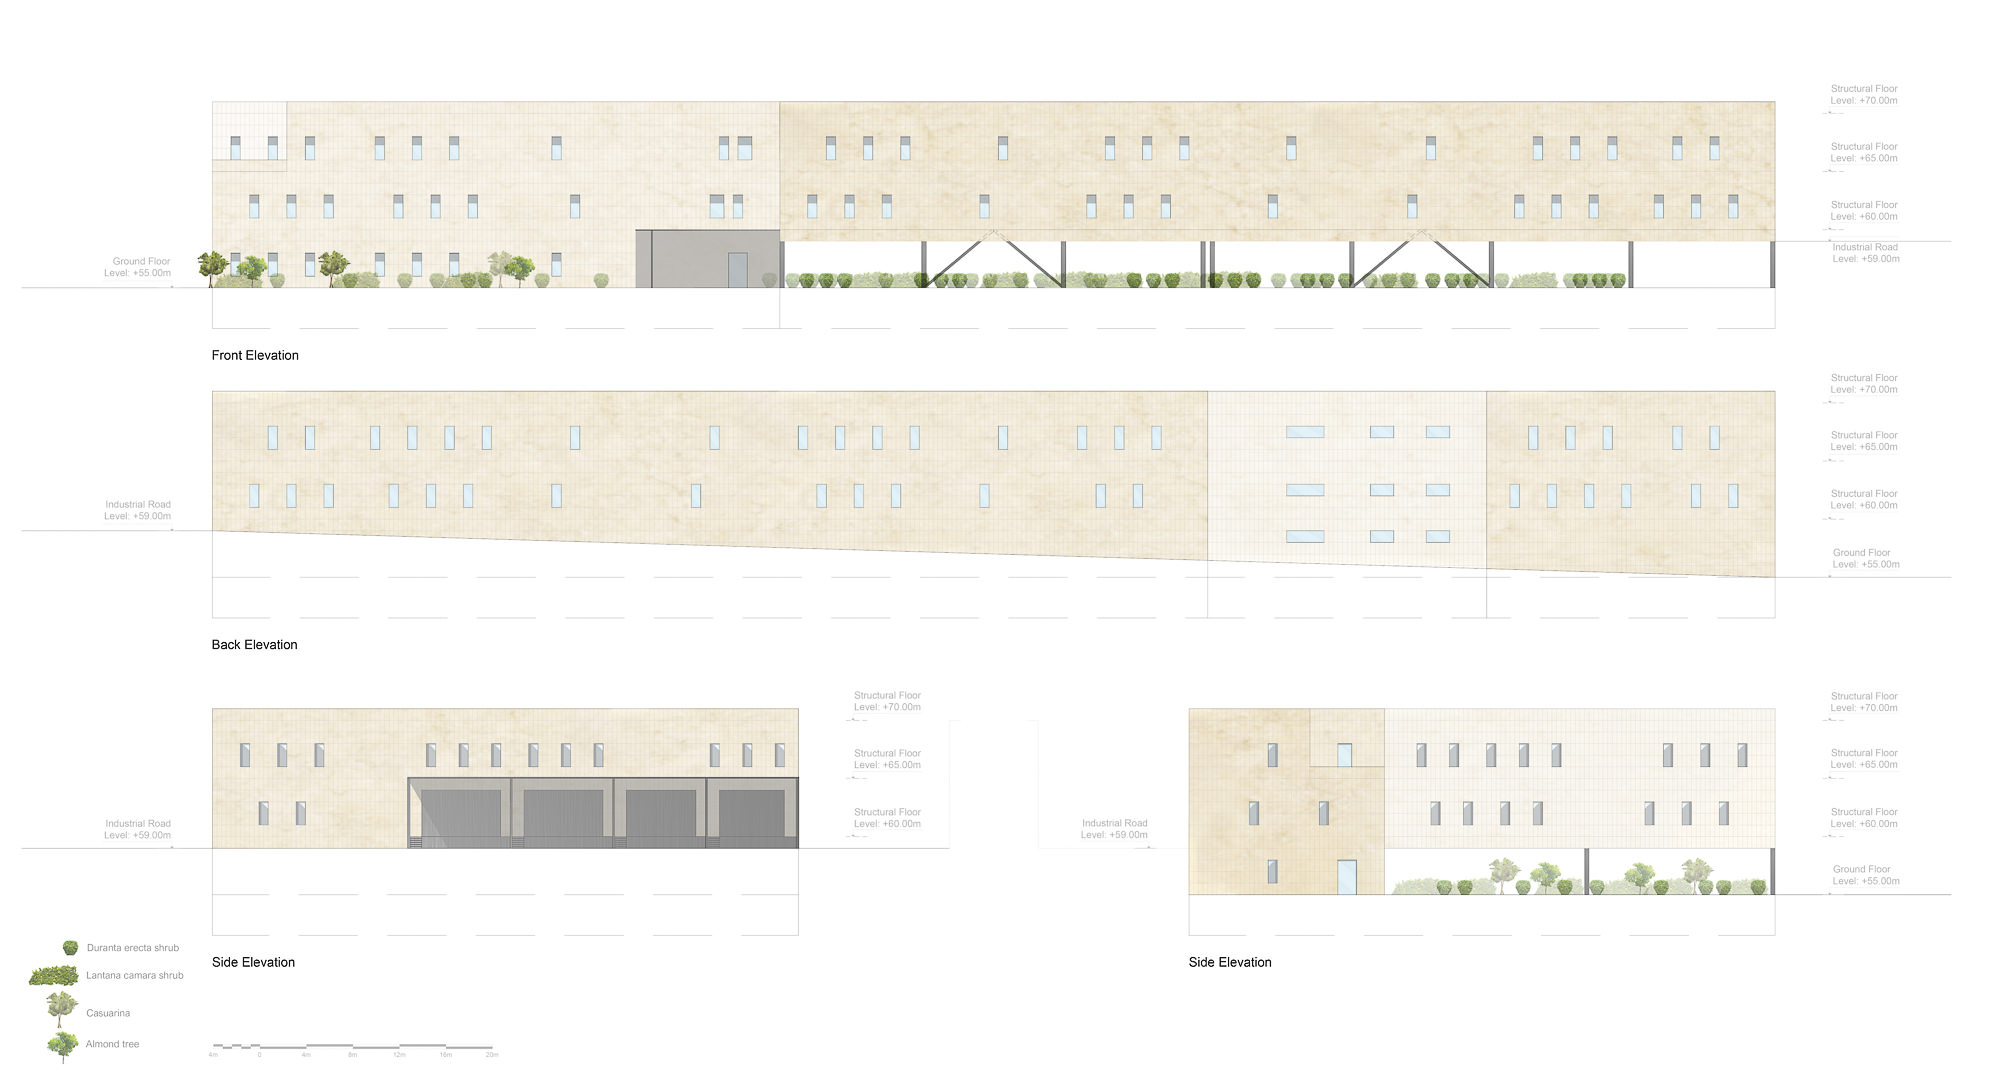 Structural Floor
Level: +70.00m
Structural Floor
Level: +65.00m
Structural Floor
Level: +60.00m
Industrial Road
Level: +59.00m
Ground Floor
Level: +55.00m
Front Elevation
Structural Floor
Level: +70.00m
Structural Floor
Level: +65.00m
Structural Floor
Level: +60.00m
Industrial Road
Level: +59.00m
Ground Floor
Level: +55.00m
Back Elevation
Structural Floor
Level: +70.00m
Structural Floor
Level: +65.00m
Structural Floor
Level: +60.00m
Industrial Road
Level: +59.00m
Side Elevation
Structural Floor
Level: +70.00m
Structural Floor
Level: +65.00m
Structural Floor
Level: +60.00m
Industrial Road
Level: +59.00m
Ground Floor
Level: +55.00m
Side Elevation
Duranta erecta shrub
Lantana camara shrub
Casuarina
Almond tree
4m 0 4m 8m 12m 16m 20m